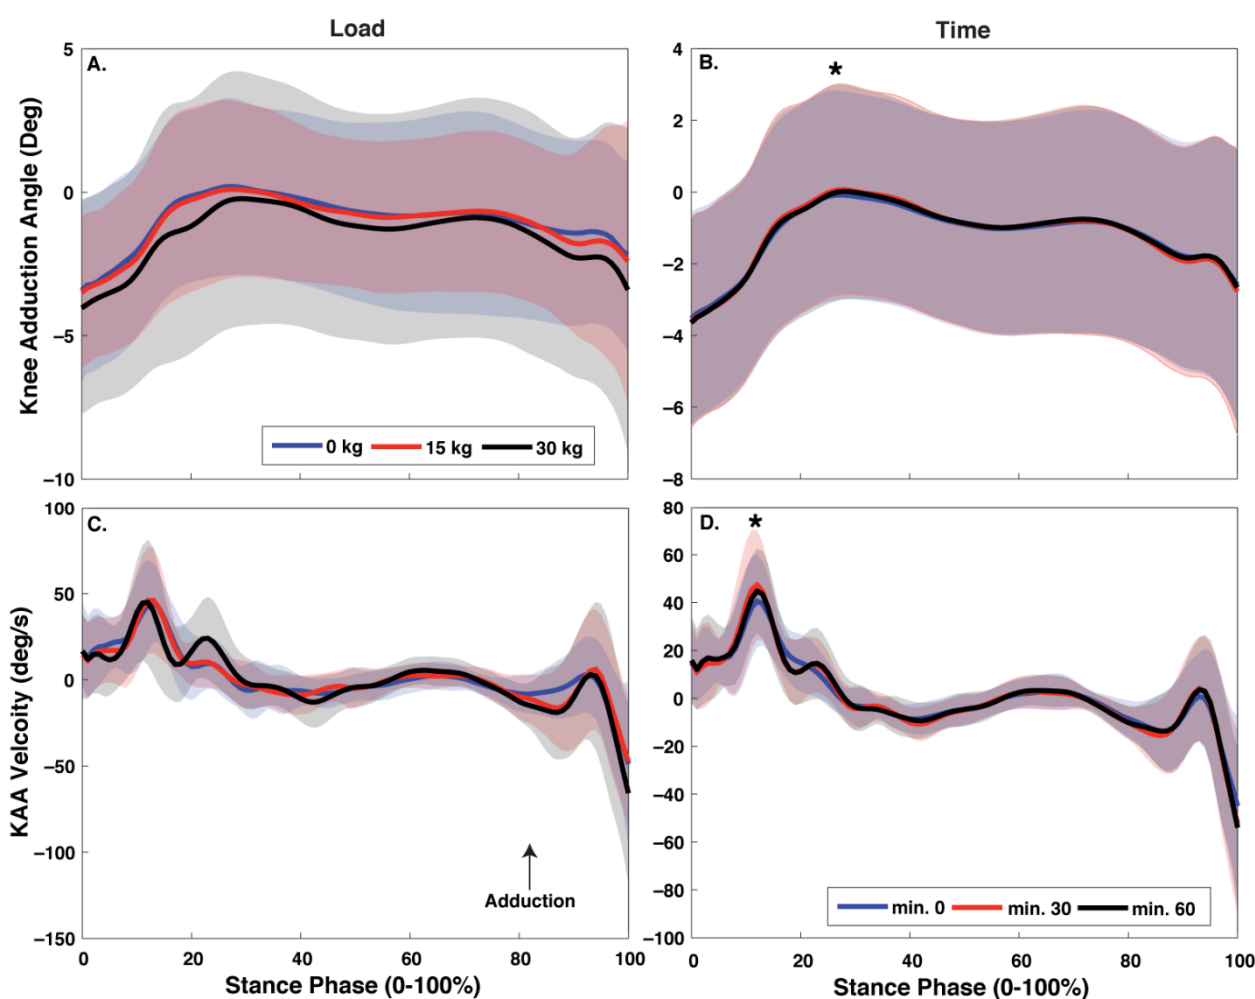 Load
Time
A.
B.
*
5
0
−5
−10
4
2
0
−2
−4
−6
−8
Knee Adduction Angle (Deg)
0 kg 15 kg 30 kg
C.
D.
*
100
50
0
−50
−100
−150
80
60
40
20
0
−20
−40
−60
−80
−100
KAA Velcoity (deg/s)
Adduction
min. 0 min. 30 min. 60
0 20 40 60 80 100
0 20 40 60 80 100
Stance Phase (0-100%)
Stance Phase (0-100%)